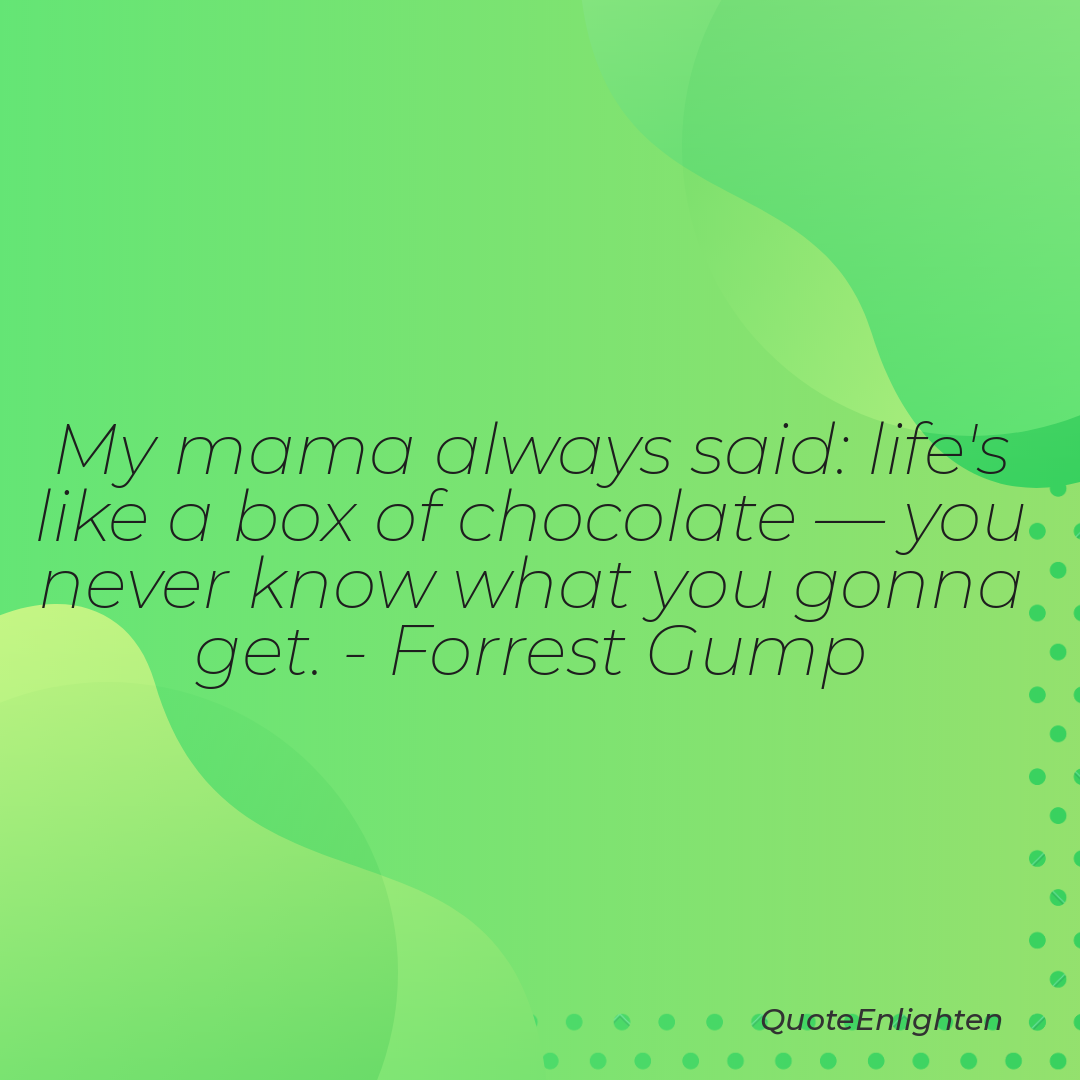 My mama always said: life's
like a box of chocolate — you
never know what you gonna
get. - Forrest Gump
QuoteEnlighten